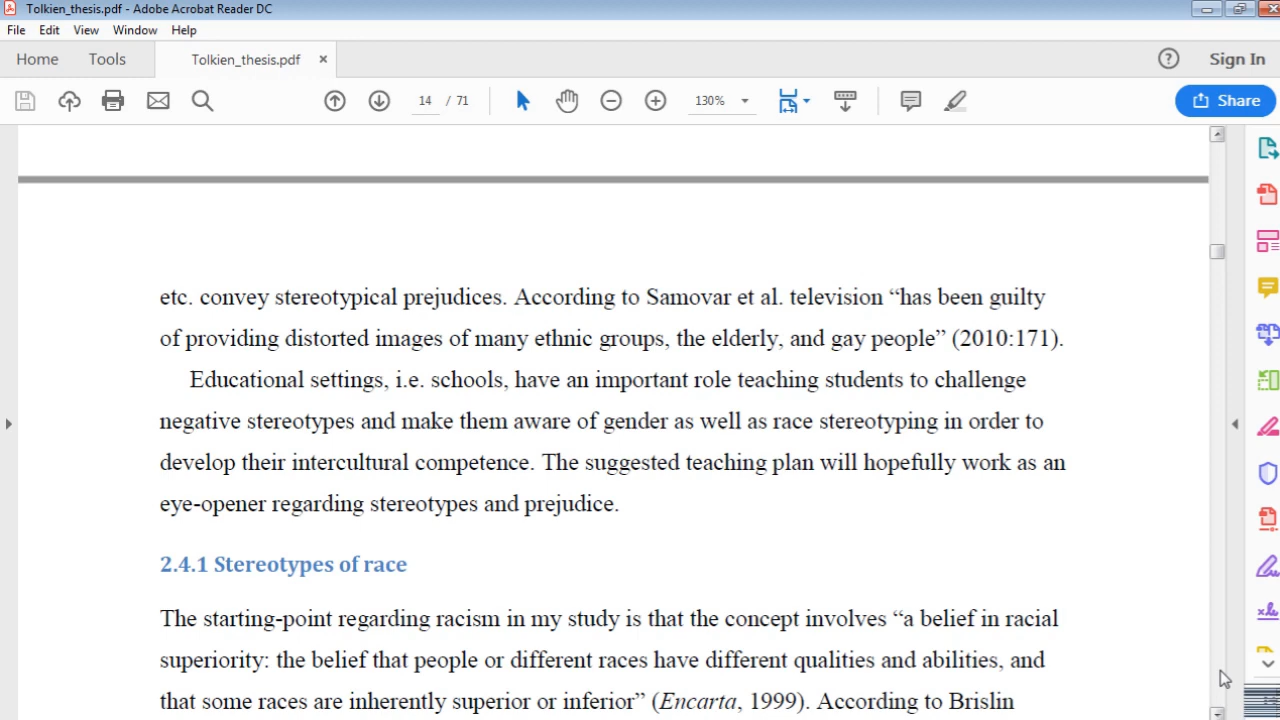 Tolkien_thesis.pdf - Adobe Acrobat Reader DC
File Edit View Window Help
Home Tools Tolkien_thesis.pdf × ? Sign In
14 / 71 130% Share
etc. convey stereotypical prejudices. According to Samovar et al. television “has been guilty
of providing distorted images of many ethnic groups, the elderly, and gay people” (2010:171).
Educational settings, i.e. schools, have an important role teaching students to challenge
negative stereotypes and make them aware of gender as well as race stereotyping in order to
develop their intercultural competence. The suggested teaching plan will hopefully work as an
eye-opener regarding stereotypes and prejudice.
2.4.1 Stereotypes of race
The starting-point regarding racism in my study is that the concept involves “a belief in racial
superiority: the belief that people or different races have different qualities and abilities, and
that some races are inherently superior or inferior” (Encarta, 1999). According to Brislin